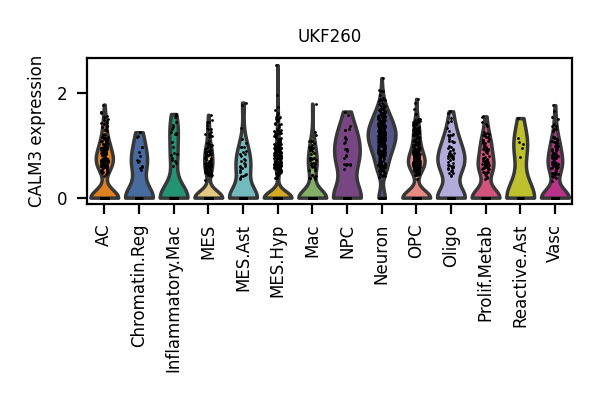 UKF260
CALM3 expression
2
0
AC
Chromatin.Reg
Inflammatory.Mac
MES
MES.Ast
MES.Hyp
Mac
NPC
Neuron
OPC
Oligo
Prolif.Metab
Reactive.Ast
Vasc